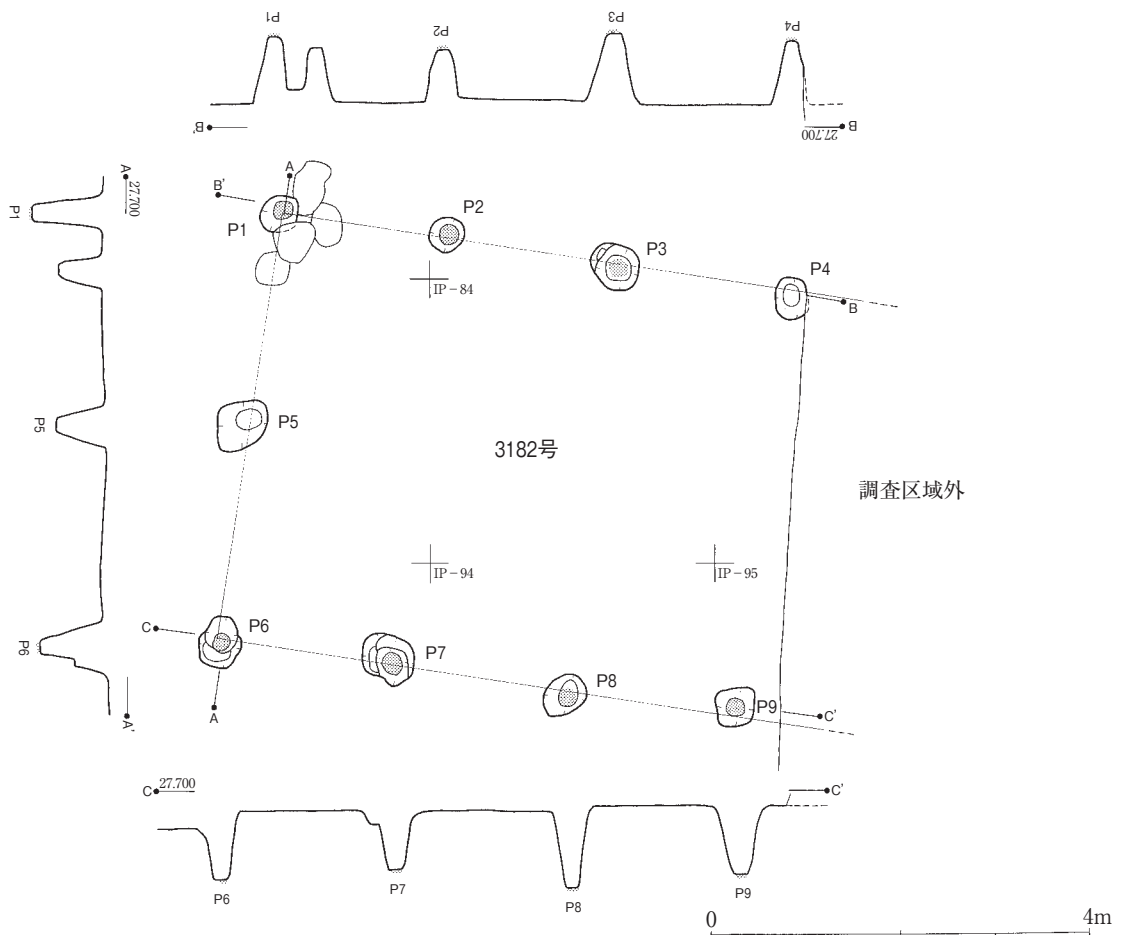 P1
P2
P3
P4
B'
27.700
B
A
27.700
P1
P5
P6
A'
A
B'
P1
P2
P3
P4
B
IP-84
P5
3182号
調査区域外
IP-94
IP-95
C
P6
P7
P8
P9
C'
A
C 27.700
C'
P6
P7
P8
P9
0
4m